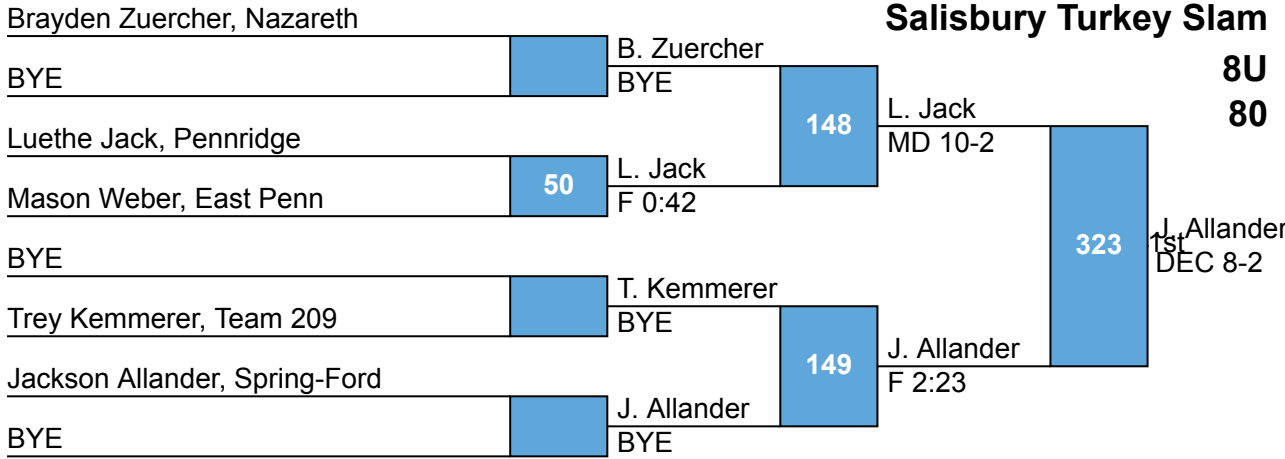 Salisbury Turkey Slam
8U
80
Brayden Zuercher, Nazareth
BYE
B. Zuercher
BYE
Luethe Jack, Pennridge
Mason Weber, East Penn
50
L. Jack
F 0:42
148
L. Jack
MD 10-2
BYE
Trey Kemmerer, Team 209
T. Kemmerer
BYE
Jackson Allander, Spring-Ford
BYE
J. Allander
BYE
149
J. Allander
F 2:23
323
J. Allander
1st
DEC 8-2